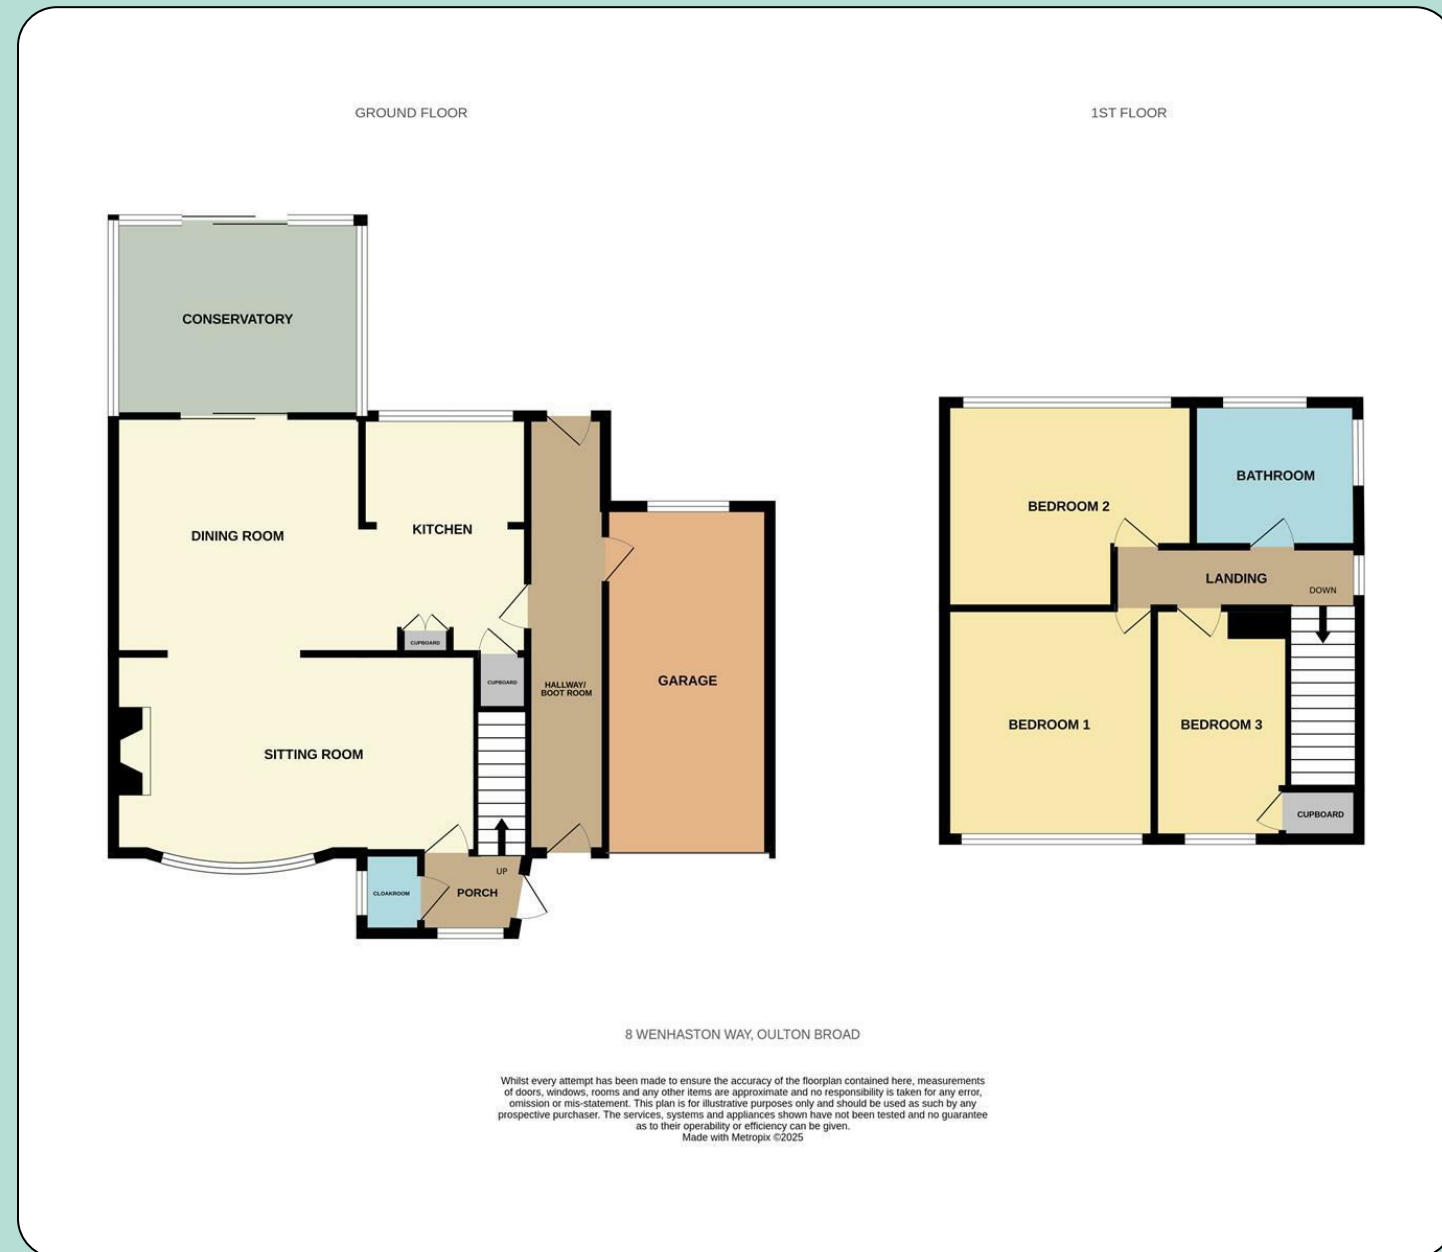 GROUND FLOOR
1ST FLOOR
CONSERVATORY
DINING ROOM
KITCHEN
CUPBOARD
CUPBOARD
HALLWAY/
BOOT ROOM
GARAGE
SITTING ROOM
UP
CLOAKROOM
PORCH
BEDROOM 2
BATHROOM
LANDING
DOWN
BEDROOM 1
BEDROOM 3
CUPBOARD
8 WENHASTON WAY, OULTON BROAD
Whilst every attempt has been made to ensure the accuracy of the floorplan contained here, measurements
of doors, windows, rooms and any other items are approximate and no responsibility is taken for any error,
omission or mis-statement. This plan is for illustrative purposes only and should be used as such by any
prospective purchaser. The services, systems and appliances shown have not been tested and no guarantee
as to their operability or efficiency can be given.
Made with Metropix ©2025